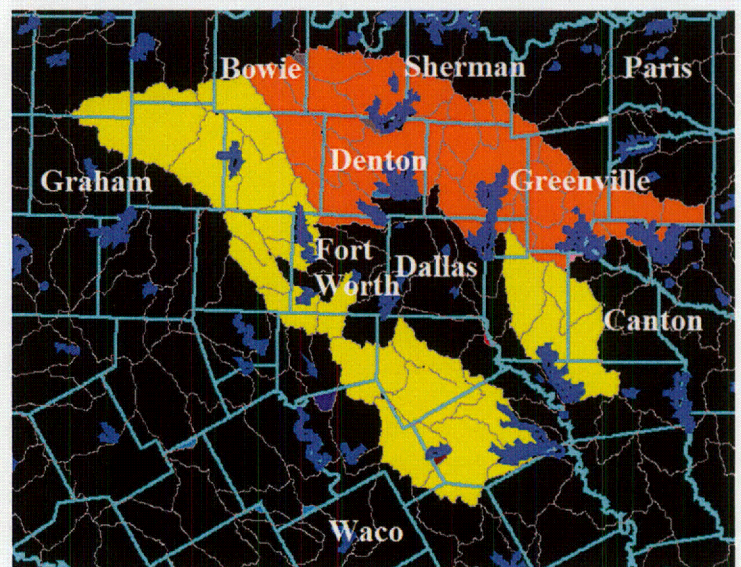 Bowie
Sherman
Paris
Graham
Denton
Greenville
Fort
Worth
Dallas
Canton
Waco